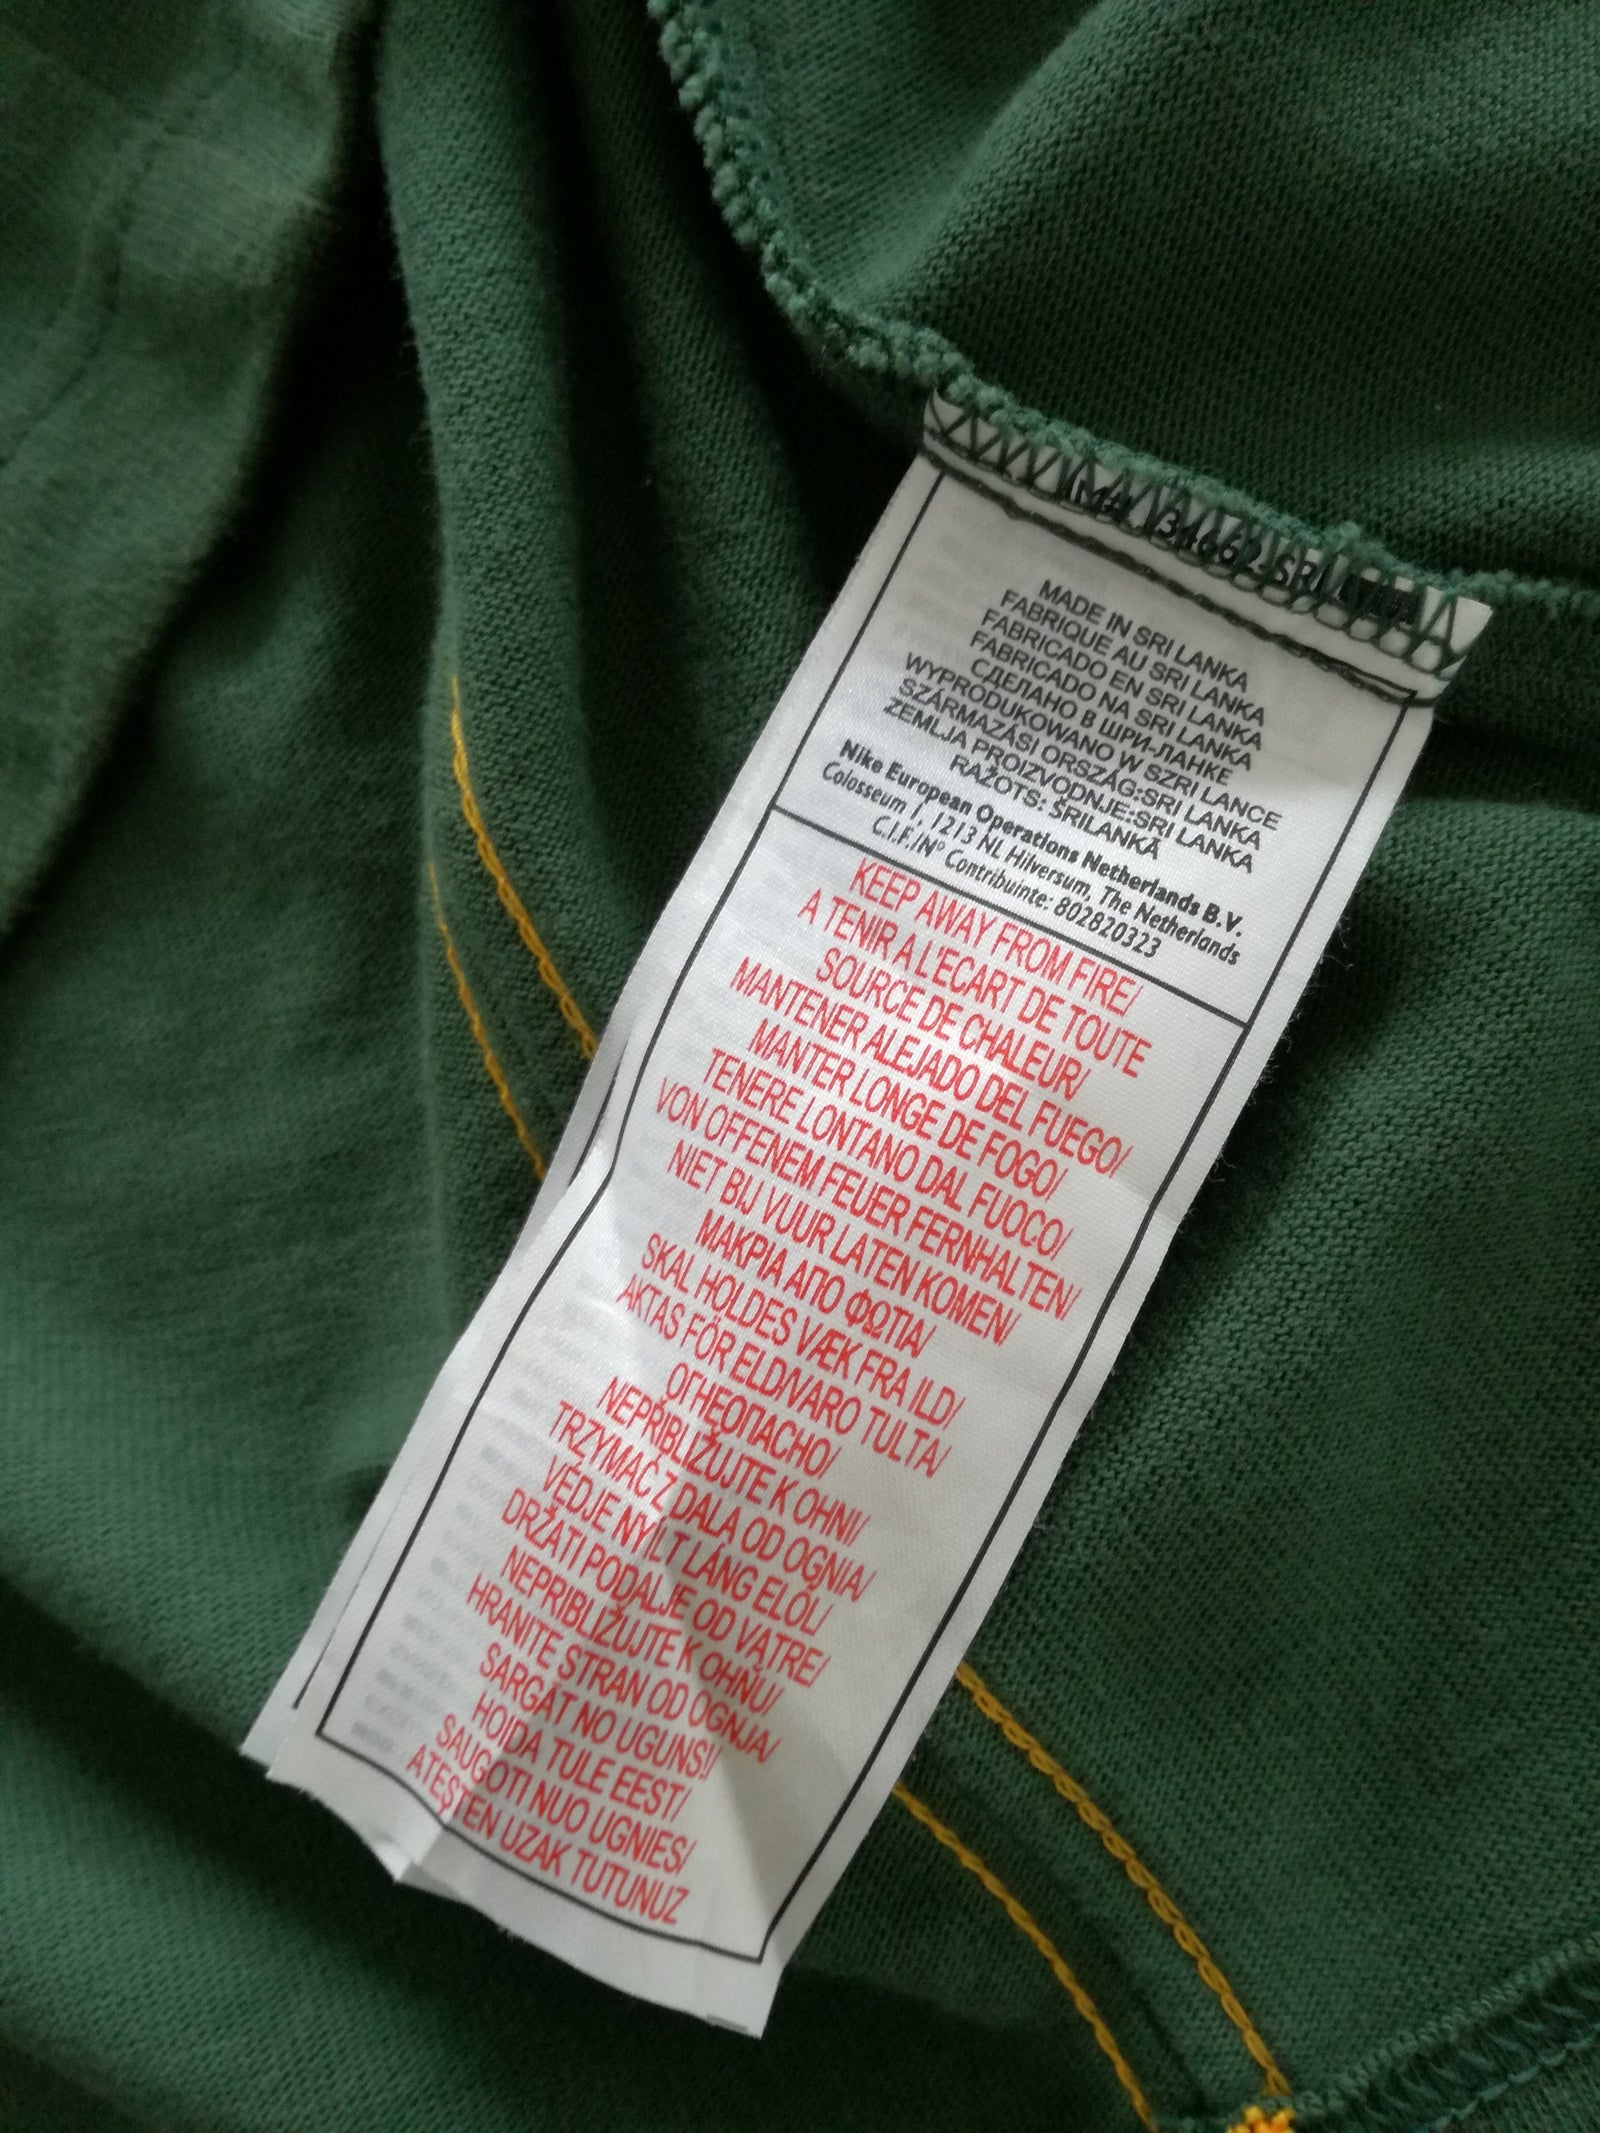 MADE IN SRI LANKA
FABRIQUE AU SRI LANKA
FABRICADO EN SRI LANKA
FABRICADO NA SRI LANKA
СДЕЛАНО В ШРИ-ЛАНКЕ
WYPRODUKOWANO W SZRI LANCE
SZÁRMAZÁSI ORSZÁG:SRI LANKA
ZEMLJA PROIZVODNJE:SRI LANKA
RAŽOTS: ŠRILANKĀ
Nike European Operations Netherlands B.V.
Colosseum 1, 1213 NL Hilversum, The Netherlands
C.I.F./N° Contribuinte: 802820323
KEEP AWAY FROM FIRE/
A TENIR A L'ECART DE TOUTE
SOURCE DE CHALEUR/
MANTENER ALEJADO DEL FUEGO/
MANTER LONGE DE FOGO/
TENERE LONTANO DAL FUOCO/
VON OFFENEM FEUER FERNHALTEN/
NIET BIJ VUUR LATEN KOMEN/
ΜΑΚΡΙΑ ΑΠΟ ΦΩΤΙΑ/
SKAL HOLDES VÆK FRA ILD/
AKTAS FÖR ELD/VARO TULTA/
ОГНЕОПАСНО/
NEPŘIBLIŽUJTE K OHNI/
TRZYMAĆ Z DALA OD OGNIA/
VÉDJE NYÍLT LÁNG ELŐL/
DRŽATI PODALJE OD VATRE/
NEPRIBLIŽUJTE K OHŇU/
HRANITE STRAN OD OGNJA/
SARGĀT NO UGUNS!/
HOIDA TULE EEST/
SAUGOTI NUO UGNIES/
ATEŞTEN UZAK TUTUNUZ